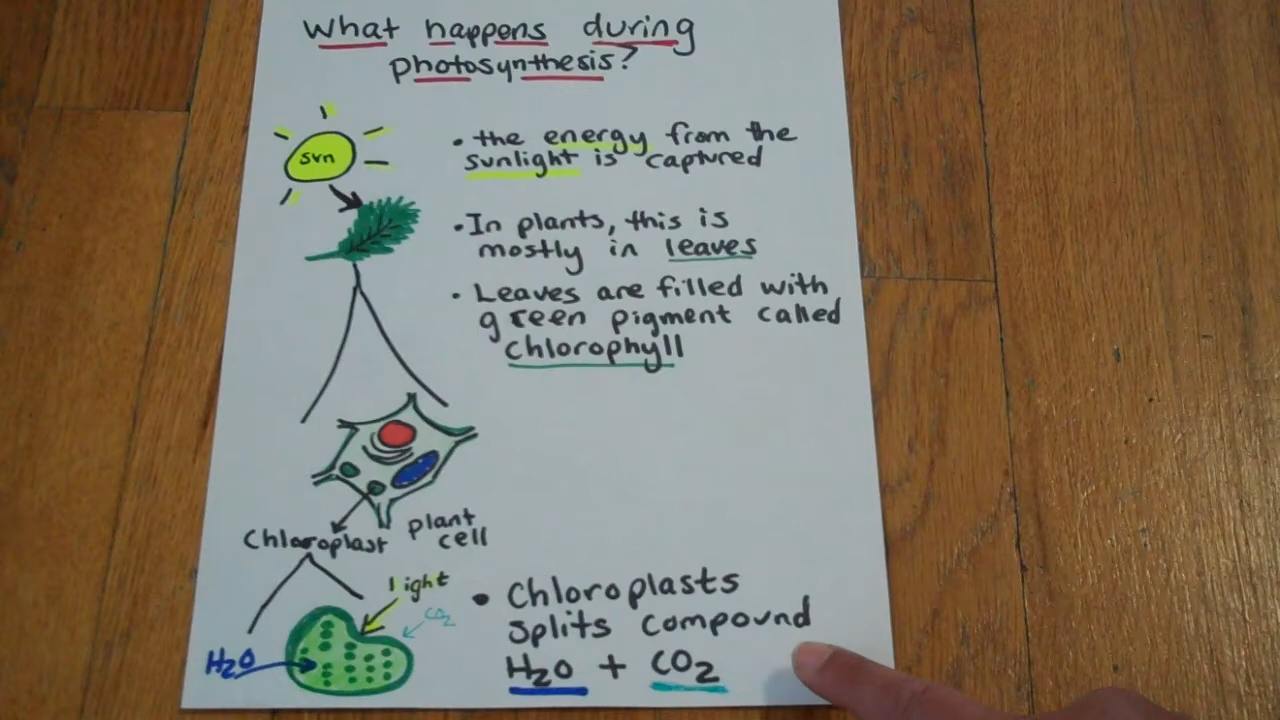 What happens during
photosynthesis?
sun
• the energy from the
sunlight is captured
• In plants, this is
mostly in leaves
• Leaves are filled with
green pigment called
chlorophyll
Chloroplast
plant
cell
light
CO2
H2O
• Chloroplasts
splits compound
H2O + CO2